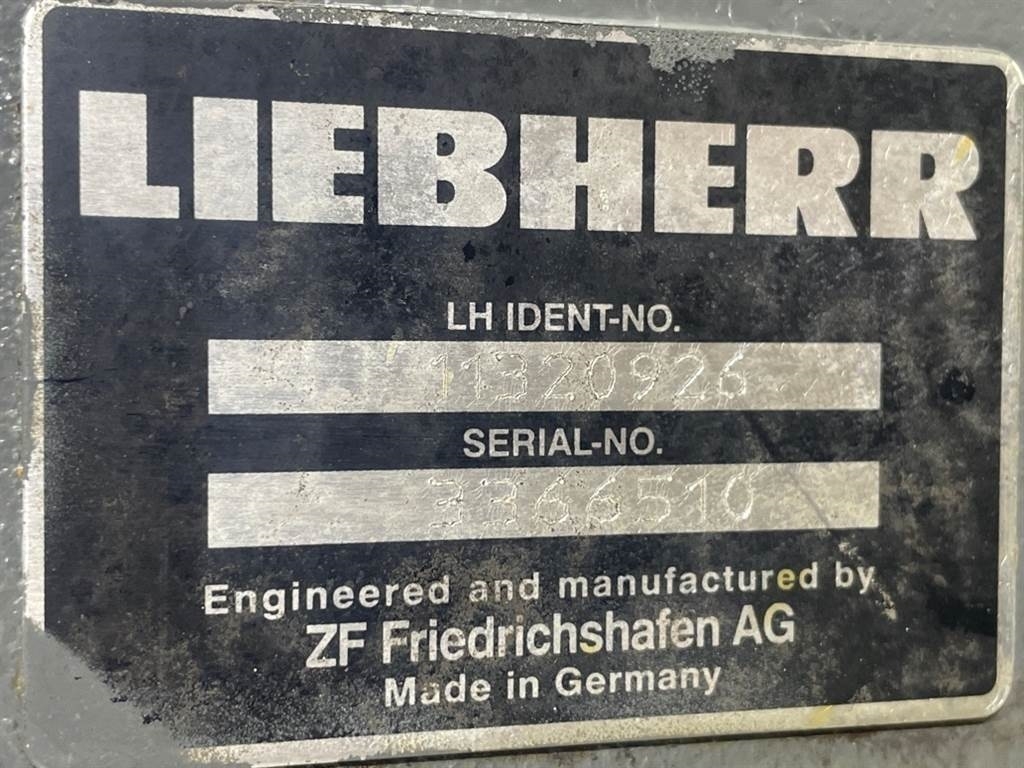 LIEBHERR
LH IDENT-NO.
11320926
SERIAL-NO.
3366510
Engineered and manufactured by
ZF Friedrichshafen AG
Made in Germany